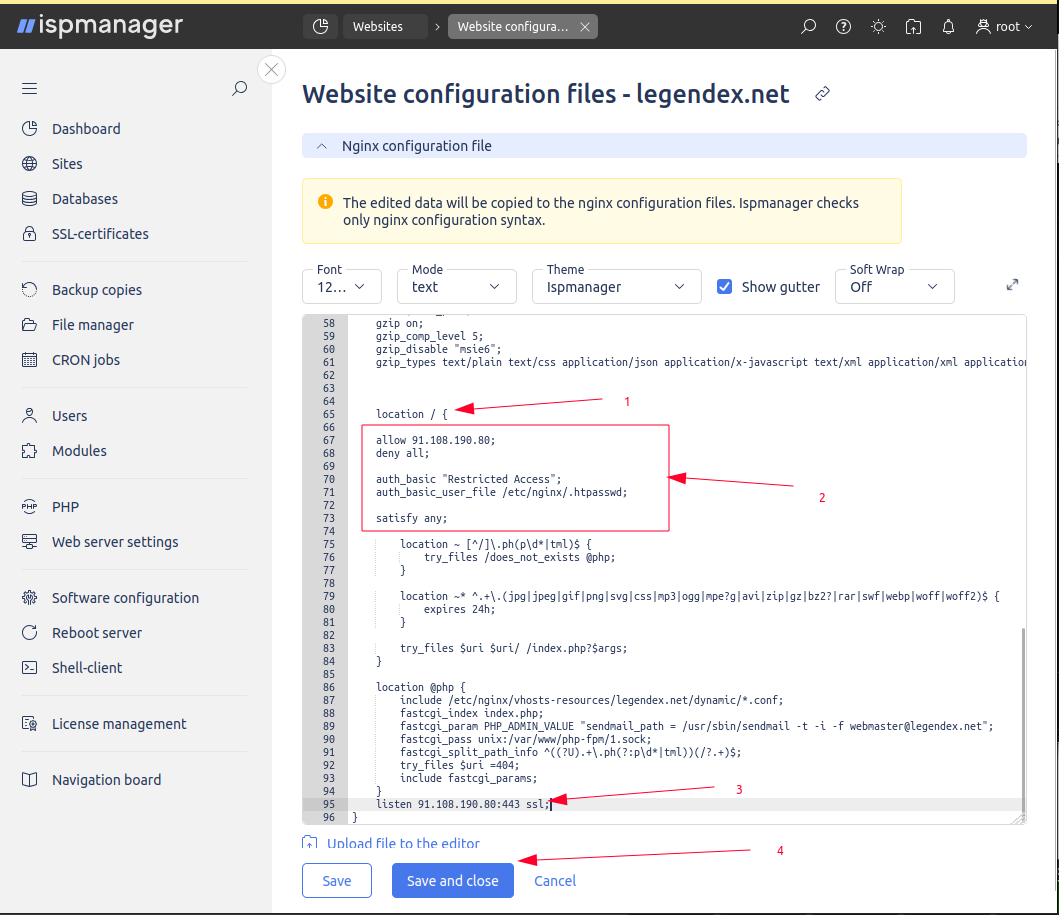 ispmanager
Websites
Website configura...
root
Dashboard
Sites
Databases
SSL-certificates
Backup copies
File manager
CRON jobs
Users
Modules
PHP
PHP
Web server settings
Software configuration
Reboot server
Shell-client
License management
Navigation board
Website configuration files - legendex.net
Nginx configuration file
The edited data will be copied to the nginx configuration files. Ispmanager checks
only nginx configuration syntax.
Font
12...
Mode
text
Theme
Ispmanager
Show gutter
Soft Wrap
Off
58 gzip on;
59 gzip_comp_level 5;
60 gzip_disable "msie6";
61 gzip_types text/plain text/css application/json application/x-javascript text/xml application/xml application
62
63
64
65 location / {
1
66
67 allow 91.108.190.80;
68 deny all;
69
70 auth_basic "Restricted Access";
71 auth_basic_user_file /etc/nginx/.htpasswd;
2
72
73 satisfy any;
74
75 location ~ [^/]\.ph(p\d*|tml)$ {
76 try_files /does_not_exists @php;
77 }
78
79 location ~* ^.+\.(jpg|jpeg|gif|png|svg|css|mp3|ogg|mpe?g|avi|zip|gz|bz2?|rar|swf|webp|woff|woff2)$ {
80 expires 24h;
81 }
82
83 try_files $uri $uri/ /index.php?$args;
84 }
85
86 location @php {
87 include /etc/nginx/vhosts-resources/legendex.net/dynamic/*.conf;
88 fastcgi_index index.php;
89 fastcgi_param PHP_ADMIN_VALUE "sendmail_path = /usr/sbin/sendmail -t -i -f webmaster@legendex.net";
90 fastcgi_pass unix:/var/www/php-fpm/1.sock;
91 fastcgi_split_path_info ^((?U).+\.ph(?:p\d*|tml))(/?.+)$;
92 try_files $uri =404;
93 include fastcgi_params;
94 }
3
95 listen 91.108.190.80:443 ssl;
96 }
Upload file to the editor
4
Save
Save and close
Cancel